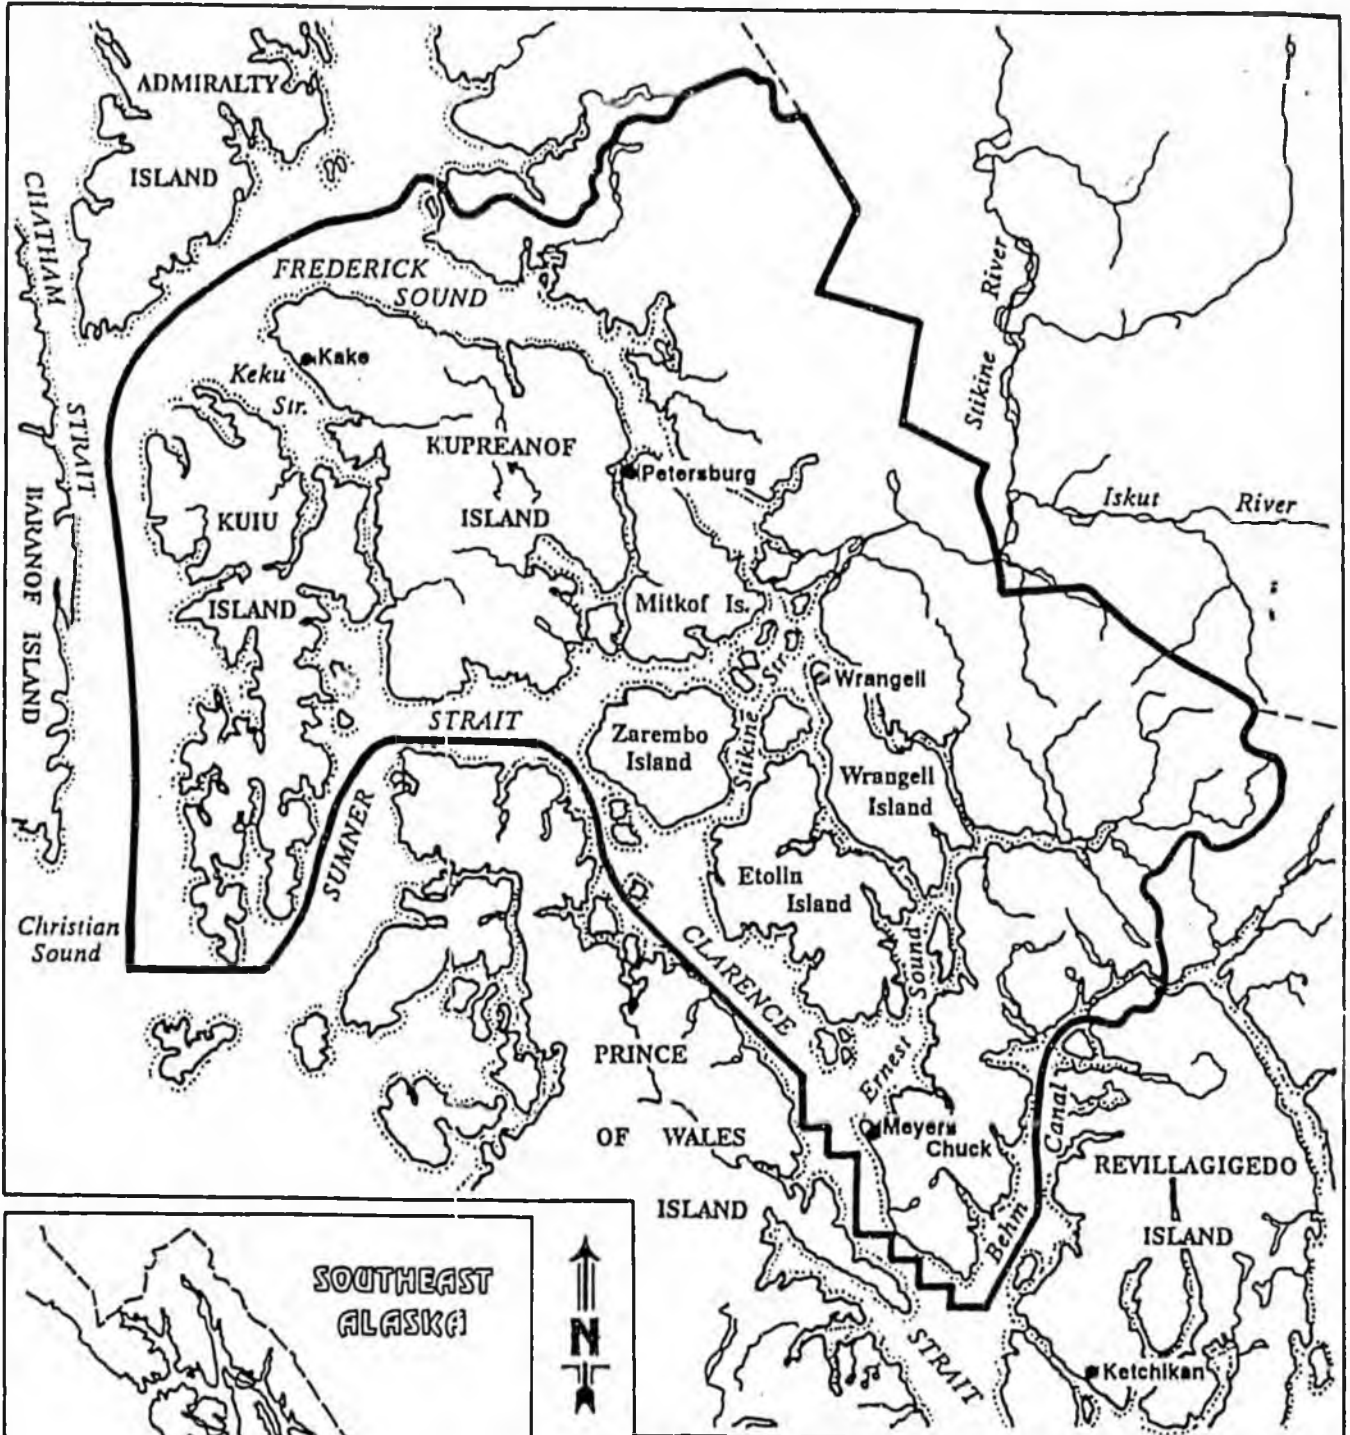 ADMIRALTY
ISLAND
CHATHAM
STRAIT
BARANOF ISLAND
FREDERICK
SOUND
Kake
Keku
Str.
KUPREANOF
ISLAND
Petersburg
KUIU
ISLAND
Mitkof Is.
Stikine River
Iskut River
Wrangell
STRAIT
SUMNER
Zarembo
Island
Stikine Str.
Wrangell
Island
Etolin
Island
Christian
Sound
CLARENCE
Ernest Sound
PRINCE
OF WALES
ISLAND
Meyers
Chuck
Behm Canal
REVILLAGIGEDO
ISLAND
STRAIT
Ketchikan
SOUTHEAST
ALASKA
N